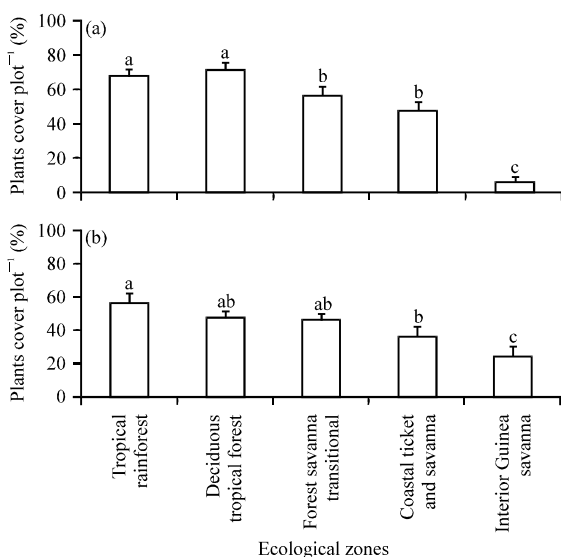 (a)
Plants cover plot⁻¹ (%)
100
80
60
40
20
0
a
a
b
b
c
(b)
Plants cover plot⁻¹ (%)
100
80
60
40
20
0
a
ab
ab
b
c
Tropical
rainforest
Deciduous
tropical forest
Forest savanna
transitional
Coastal ticket
and savanna
Interior Guinea
savanna
Ecological zones